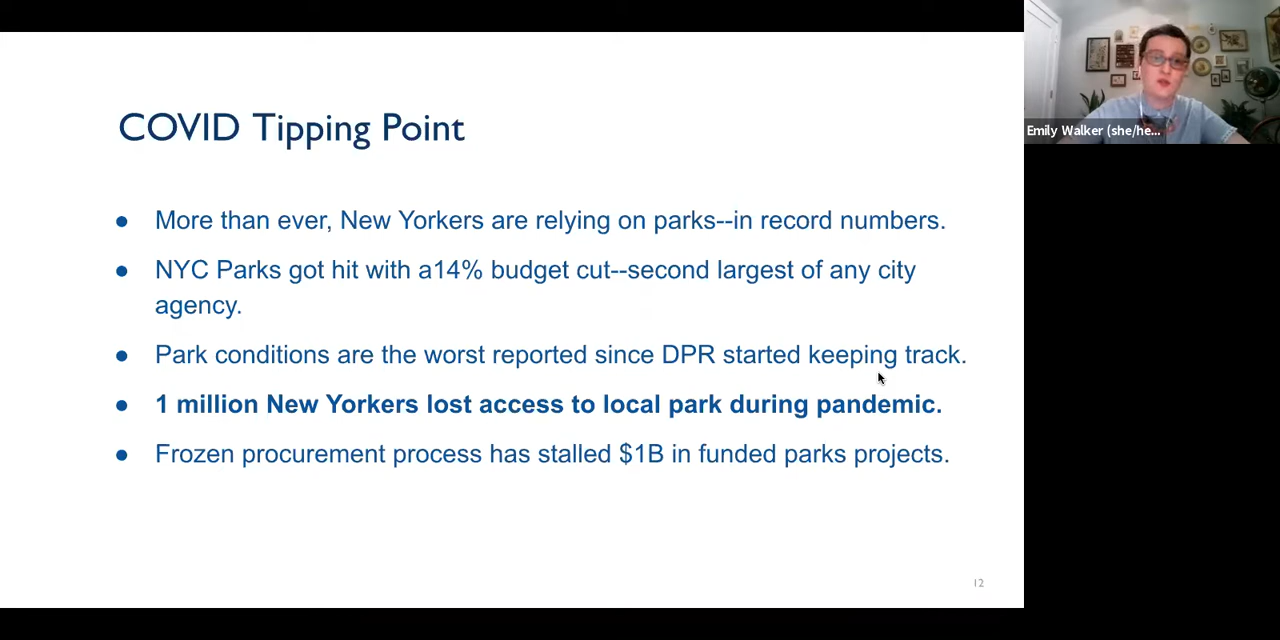 COVID Tipping Point
● More than ever, New Yorkers are relying on parks--in record numbers.
● NYC Parks got hit with a14% budget cut--second largest of any city
agency.
● Park conditions are the worst reported since DPR started keeping track.
● 1 million New Yorkers lost access to local park during pandemic.
● Frozen procurement process has stalled $1B in funded parks projects.
12
Emily Walker (she/he...